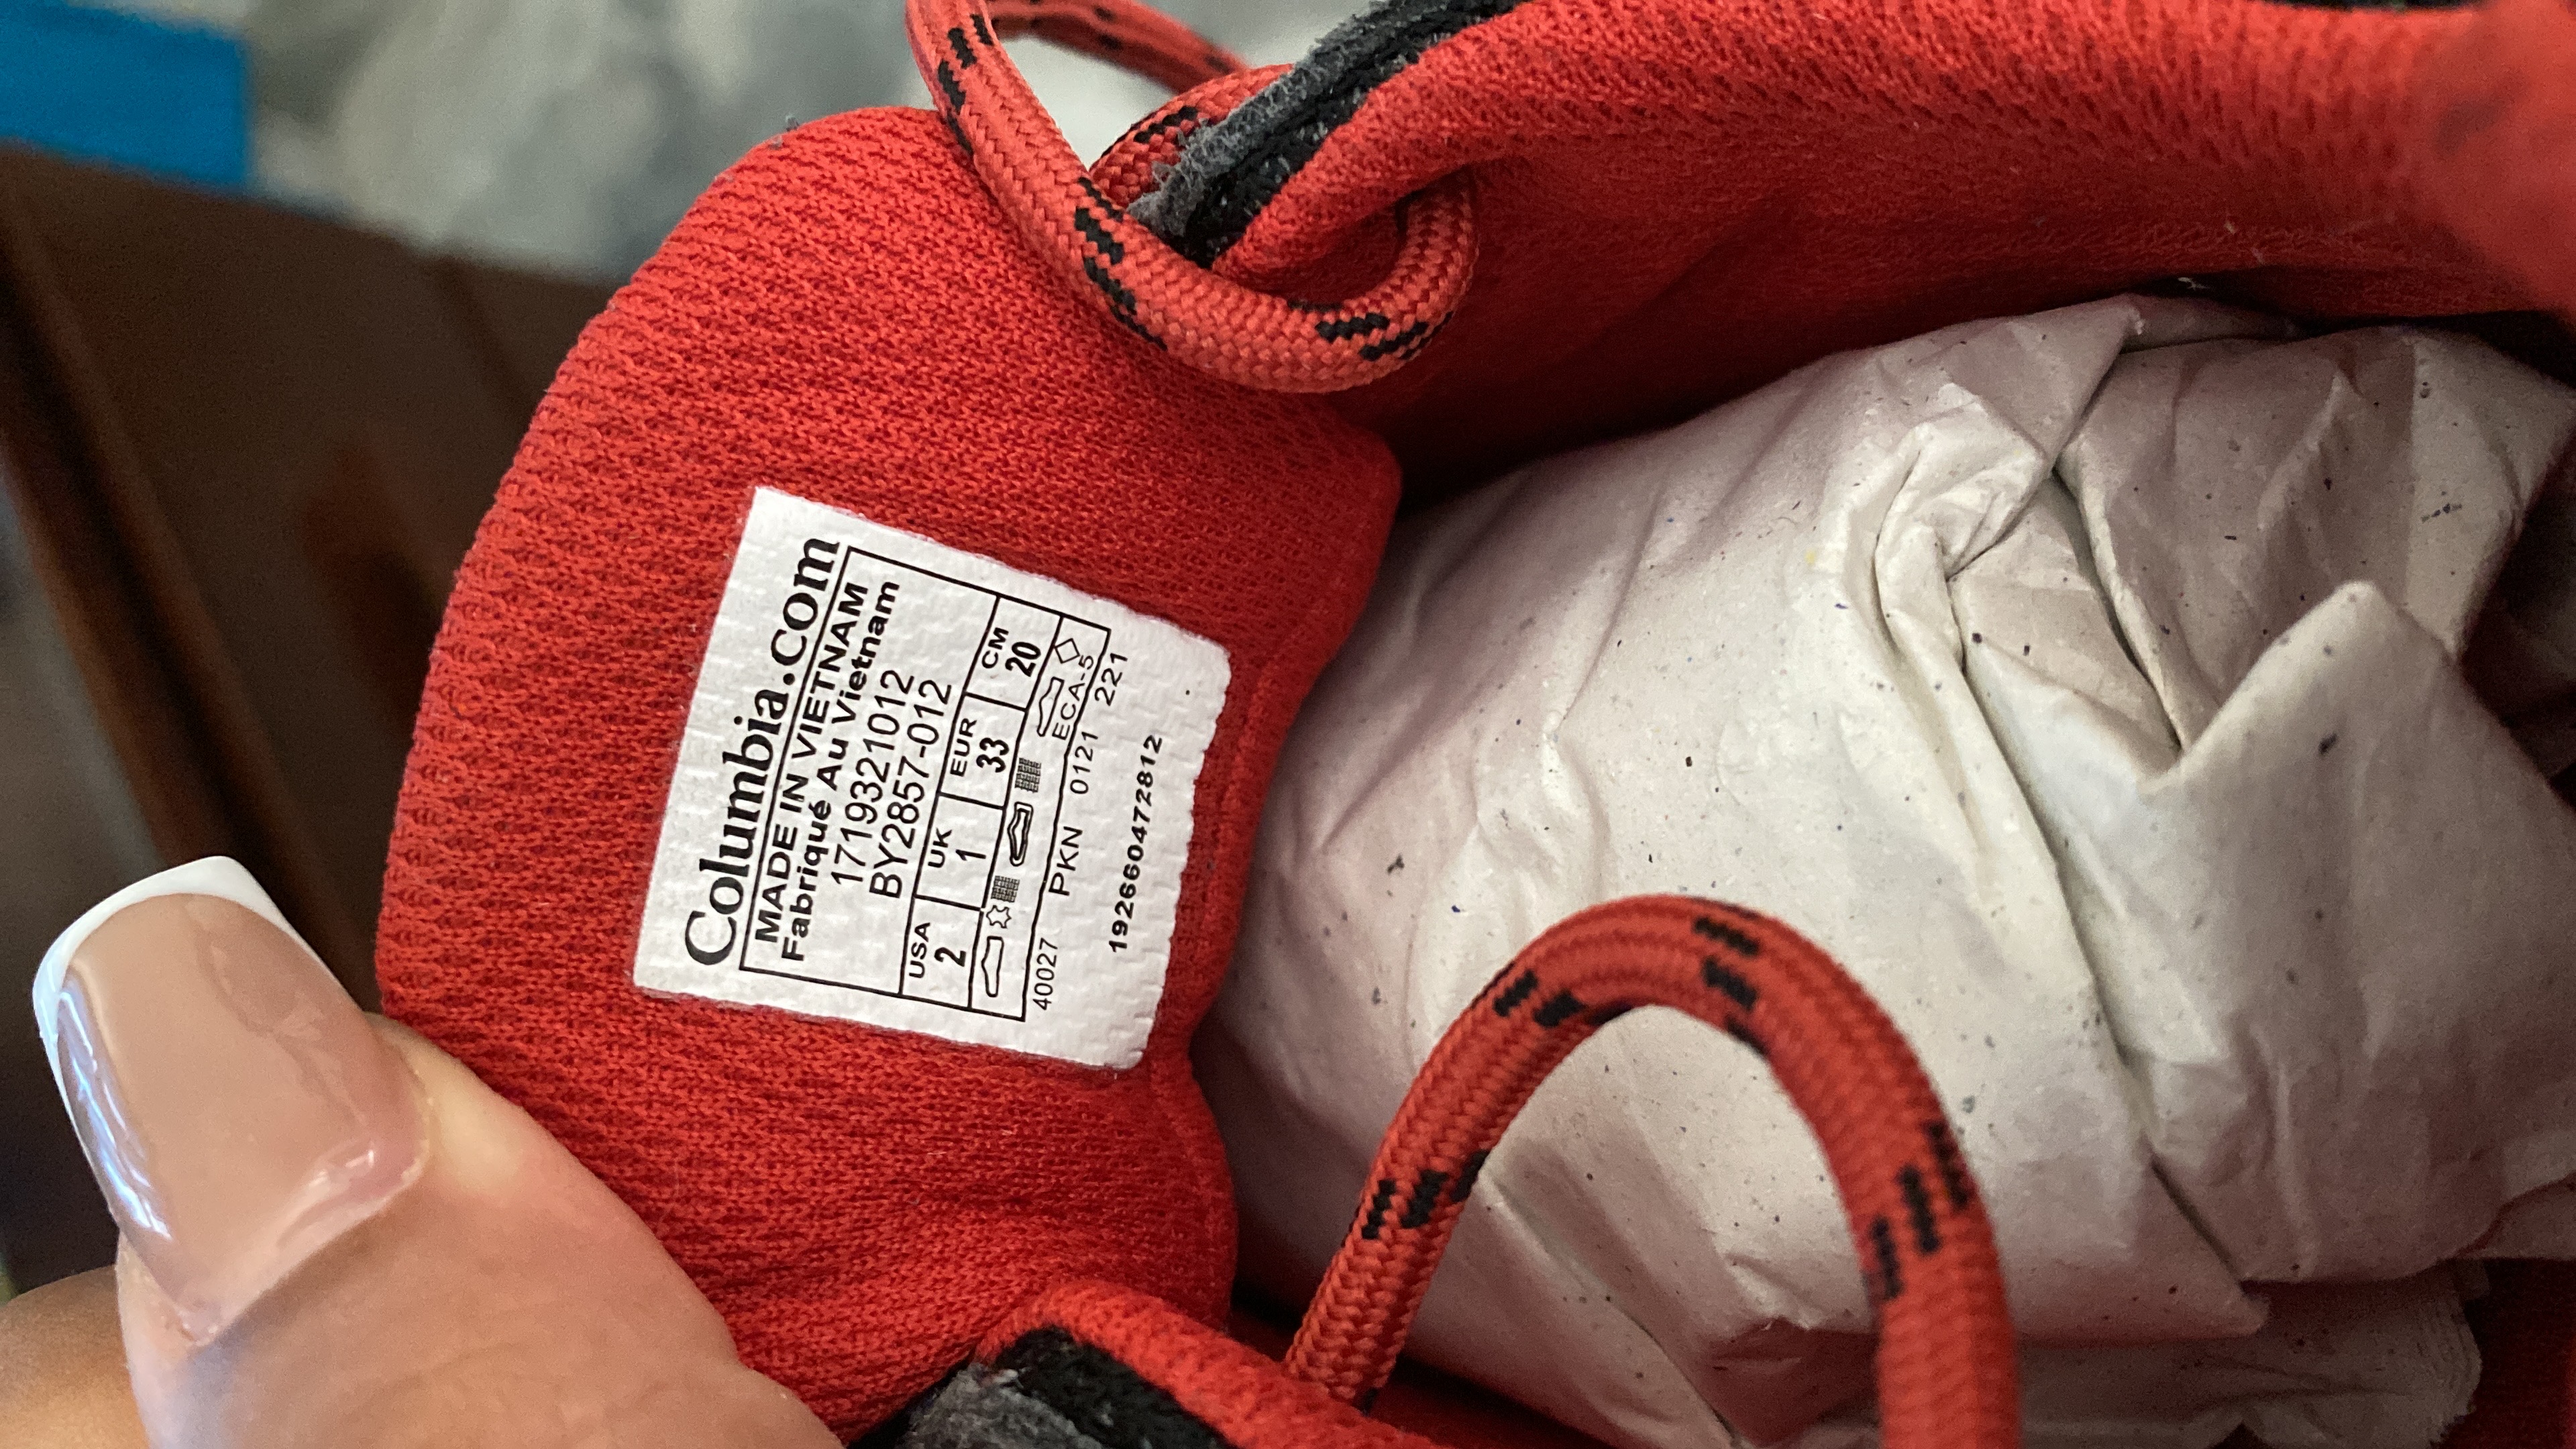 Columbia.com
MADE IN VIETNAM
Fabriqué Au Vietnam
1719321012
BY2857-012
USA UK EUR CM
2 1 33 20
ECA-5
40027 PKN 0121 221
192660472812